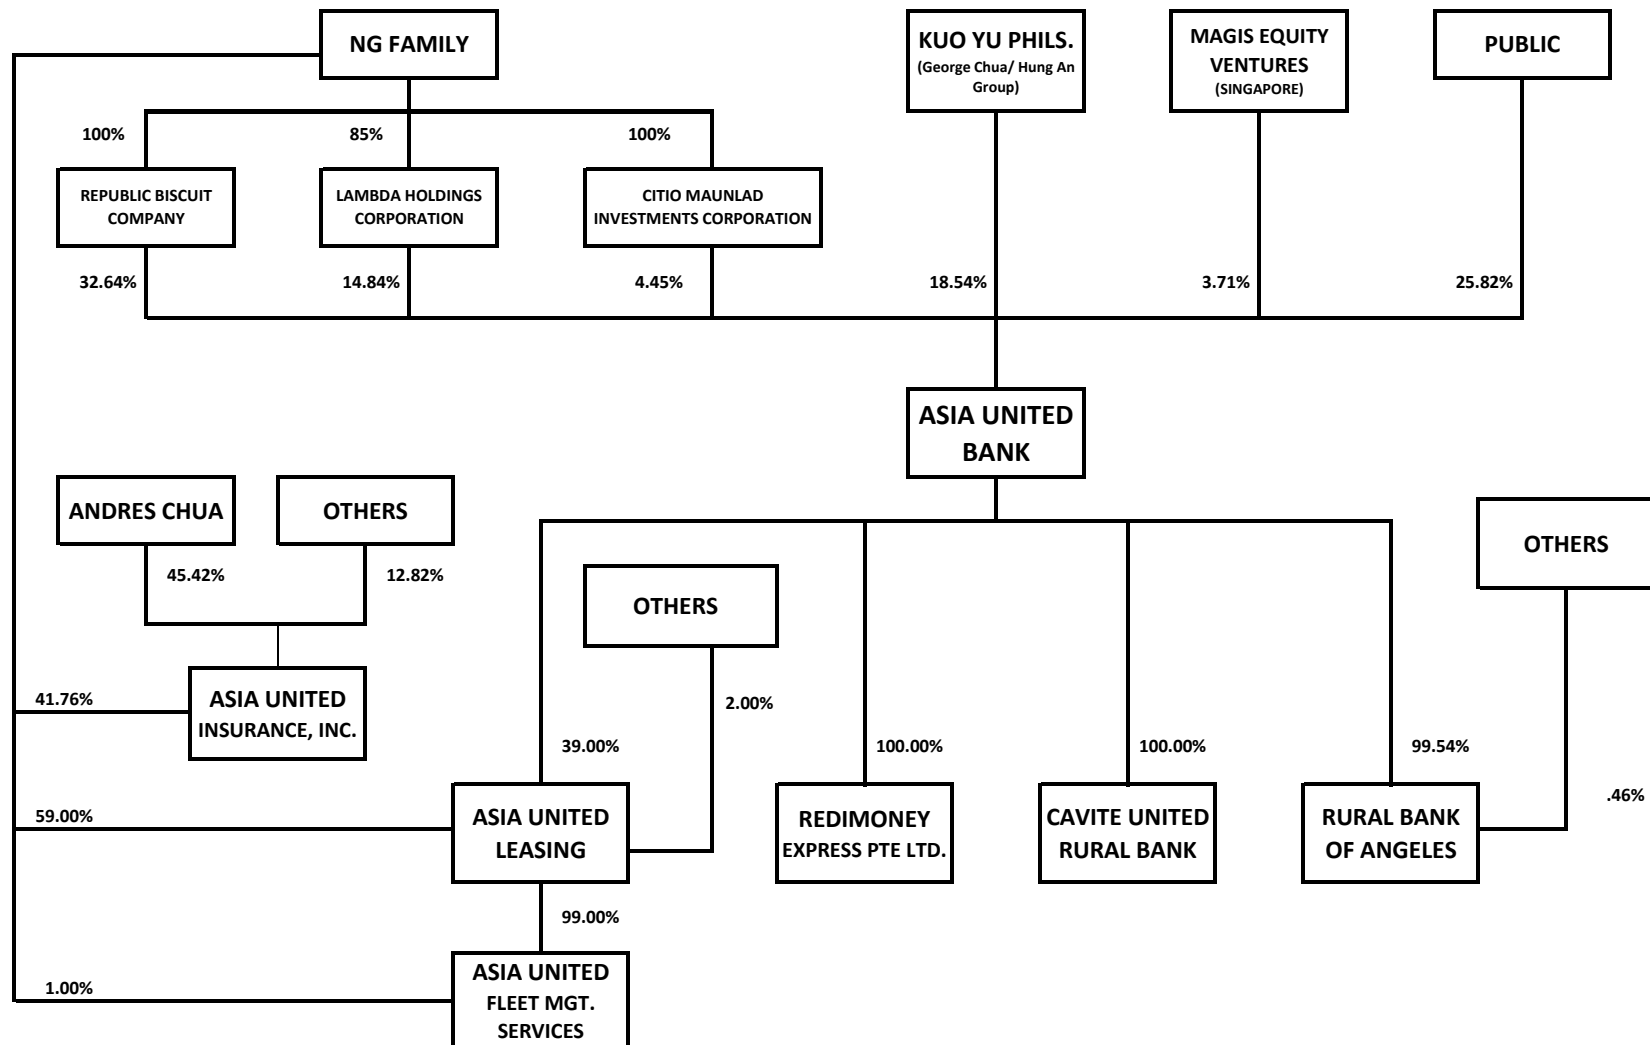 NG FAMILY
KUO YU PHILS.
(George Chua/ Hung An
Group)
MAGIS EQUITY
VENTURES
(SINGAPORE)
PUBLIC
100%
85%
100%
REPUBLIC BISCUIT
COMPANY
LAMBDA HOLDINGS
CORPORATION
CITIO MAUNLAD
INVESTMENTS CORPORATION
32.64%
14.84%
4.45%
18.54%
3.71%
25.82%
ASIA UNITED
BANK
ANDRES CHUA
OTHERS
OTHERS
45.42%
12.82%
OTHERS
ASIA UNITED
INSURANCE, INC.
41.76%
2.00%
39.00%
100.00%
100.00%
99.54%
.46%
59.00%
ASIA UNITED
LEASING
REDIMONEY
EXPRESS PTE LTD.
CAVITE UNITED
RURAL BANK
RURAL BANK
OF ANGELES
99.00%
1.00%
ASIA UNITED
FLEET MGT.
SERVICES